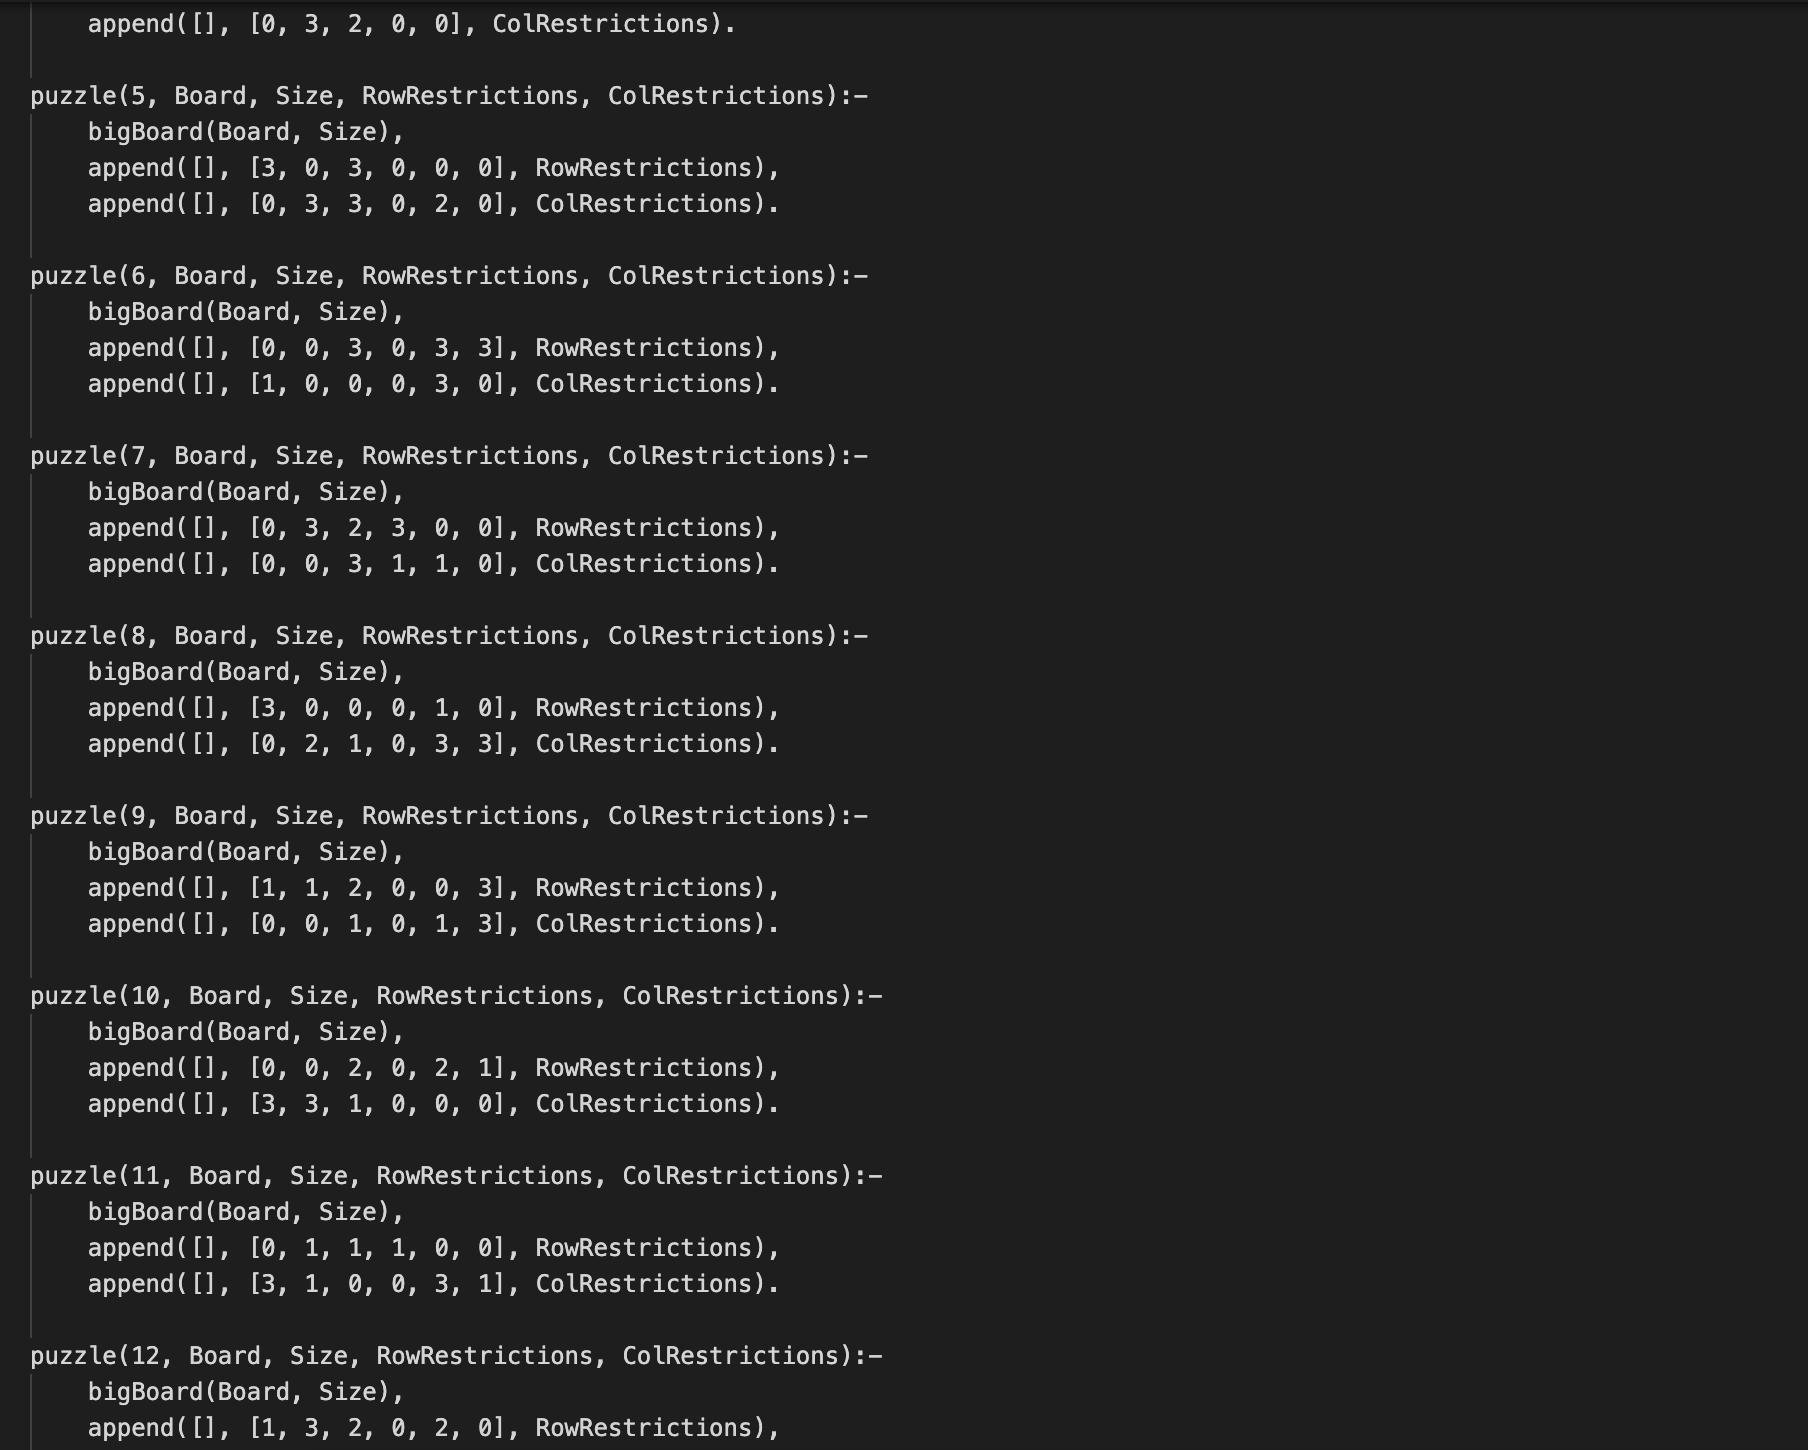 append([], [0, 3, 2, 0, 0], ColRestrictions).
puzzle(5, Board, Size, RowRestrictions, ColRestrictions):-
bigBoard(Board, Size),
append([], [3, 0, 3, 0, 0, 0], RowRestrictions),
append([], [0, 3, 3, 0, 2, 0], ColRestrictions).
puzzle(6, Board, Size, RowRestrictions, ColRestrictions):-
bigBoard(Board, Size),
append([], [0, 0, 3, 0, 3, 3], RowRestrictions),
append([], [1, 0, 0, 0, 3, 0], ColRestrictions).
puzzle(7, Board, Size, RowRestrictions, ColRestrictions):-
bigBoard(Board, Size),
append([], [0, 3, 2, 3, 0, 0], RowRestrictions),
append([], [0, 0, 3, 1, 1, 0], ColRestrictions).
puzzle(8, Board, Size, RowRestrictions, ColRestrictions):-
bigBoard(Board, Size),
append([], [3, 0, 0, 0, 1, 0], RowRestrictions),
append([], [0, 2, 1, 0, 3, 3], ColRestrictions).
puzzle(9, Board, Size, RowRestrictions, ColRestrictions):-
bigBoard(Board, Size),
append([], [1, 1, 2, 0, 0, 3], RowRestrictions),
append([], [0, 0, 1, 0, 1, 3], ColRestrictions).
puzzle(10, Board, Size, RowRestrictions, ColRestrictions):-
bigBoard(Board, Size),
append([], [0, 0, 2, 0, 2, 1], RowRestrictions),
append([], [3, 3, 1, 0, 0, 0], ColRestrictions).
puzzle(11, Board, Size, RowRestrictions, ColRestrictions):-
bigBoard(Board, Size),
append([], [0, 1, 1, 1, 0, 0], RowRestrictions),
append([], [3, 1, 0, 0, 3, 1], ColRestrictions).
puzzle(12, Board, Size, RowRestrictions, ColRestrictions):-
bigBoard(Board, Size),
append([], [1, 3, 2, 0, 2, 0], RowRestrictions),